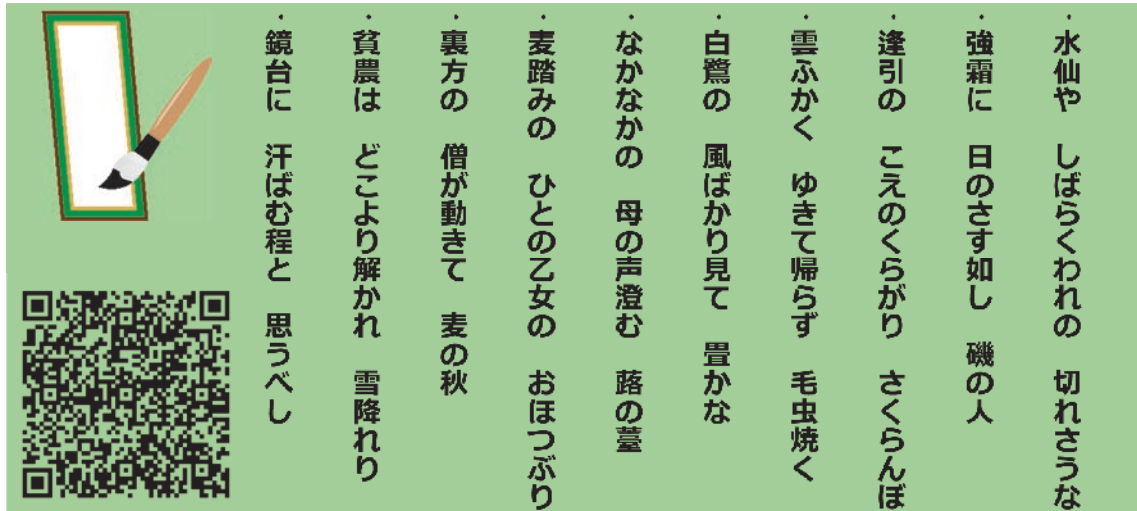 ・水仙や　しばらくわれの　切れさうな
・強霜に　日のさす如し　磯の人
・逢引の　こえのくらがり　さくらんぼ
・雲ふかく　ゆきて帰らず　毛虫焼く
・白鷺の　風ばかり見て　畳かな
・なかなかの　母の声澄む　蕗の薹
・麦踏みの　ひとの乙女の　おほつぶり
・裏方の　僧が動きて　麦の秋
・貧農は　どこより解かれ　雪降れり
・鏡台に　汗ばむ程と　思うべし